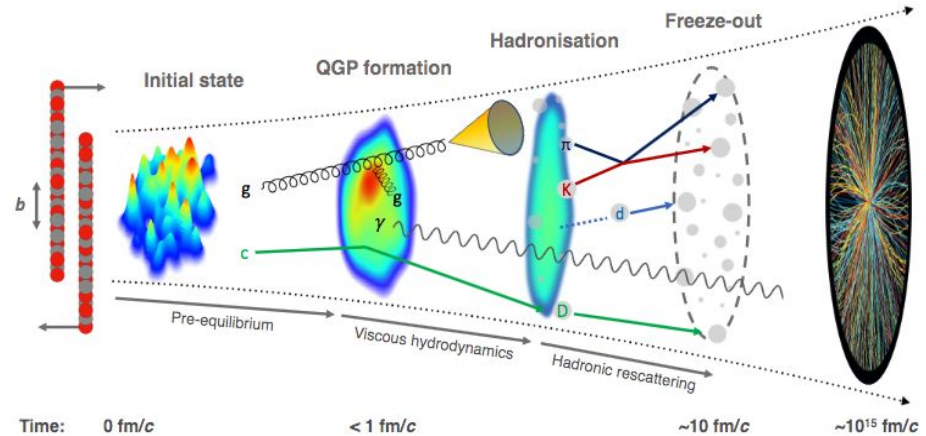 Initial state
QGP formation
Hadronisation
Freeze-out
b
g
g
γ
c
π
K
d
D
Pre-equilibrium
Viscous hydrodynamics
Hadronic rescattering
Time: 0 fm/c < 1 fm/c ~10 fm/c ~10¹⁵ fm/c